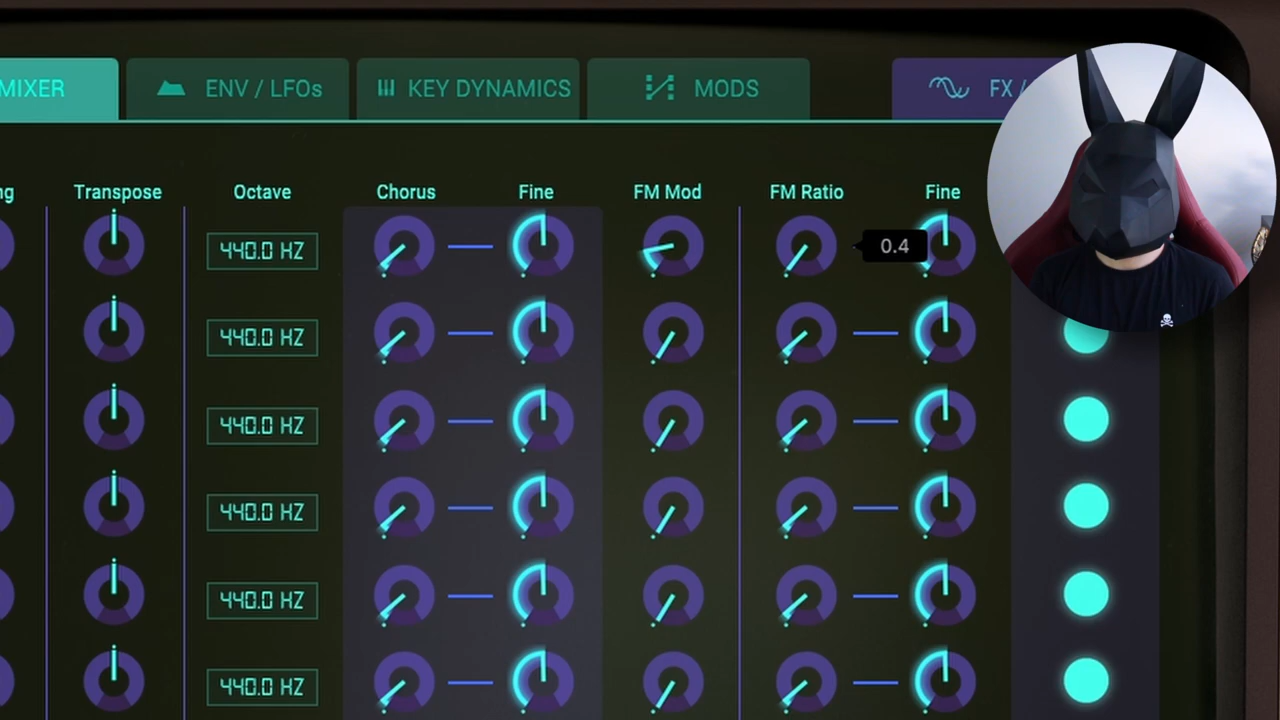 MIXER
ENV / LFOs
KEY DYNAMICS
MODS
FX /
ng
Transpose
Octave
Chorus
Fine
FM Mod
FM Ratio
Fine
440.0 HZ
0.4
440.0 HZ
440.0 HZ
440.0 HZ
440.0 HZ
440.0 HZ